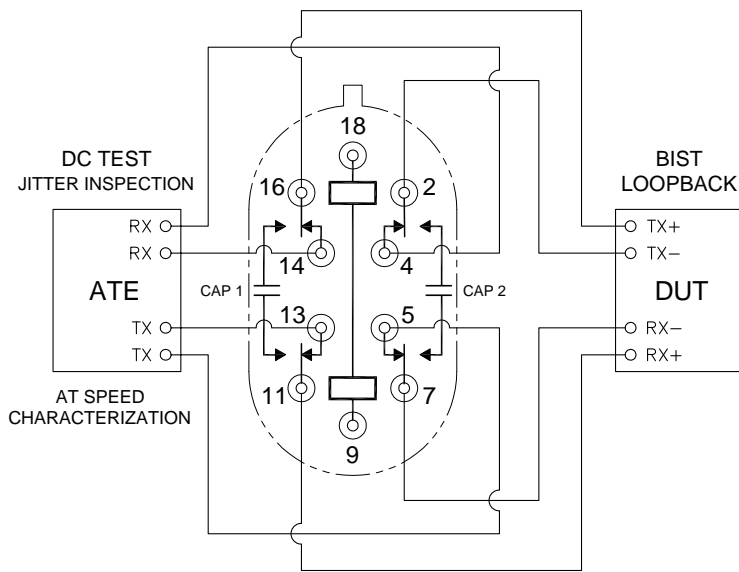 18
DC TEST
JITTER INSPECTION
BIST
LOOPBACK
16
2
RX
TX+
RX
14
4
TX-
ATE
CAP 1
CAP 2
DUT
TX
13
5
RX-
TX
RX+
11
7
AT SPEED
CHARACTERIZATION
9